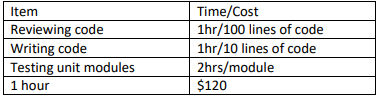 Item Time/Cost
Reviewing code 1hr/100 lines of code
Writing code 1hr/10 lines of code
Testing unit modules 2hrs/module
1 hour $120